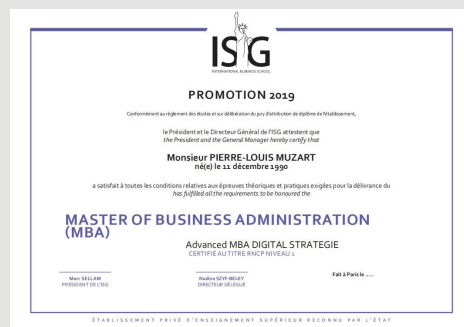 ISG
INTERNATIONAL BUSINESS SCHOOL
PROMOTION 2019
Conformément au règlement des études et sur délibération du jury d'attribution de diplôme de l'établissement,
le Président et le Directeur Général de l'ISG attestent que
the President and the General Manager hereby certify that
Monsieur PIERRE-LOUIS MUZART
né(e) le 11 décembre 1990
a satisfait à toutes les conditions relatives aux épreuves théoriques et pratiques exigées pour la délivrance du
has fulfilled all the requirements to be honoured the
MASTER OF BUSINESS ADMINISTRATION
(MBA)
Advanced MBA DIGITAL STRATEGIE
CERTIFIÉ AU TITRE RNCP NIVEAU 1
Marc SELLAM
PRÉSIDENT DE L'ISG
Nadine SZYF-BELEY
DIRECTEUR DÉLÉGUÉ
Fait à Paris le ....
ÉTABLISSEMENT PRIVÉ D'ENSEIGNEMENT SUPÉRIEUR RECONNU PAR L'ÉTAT